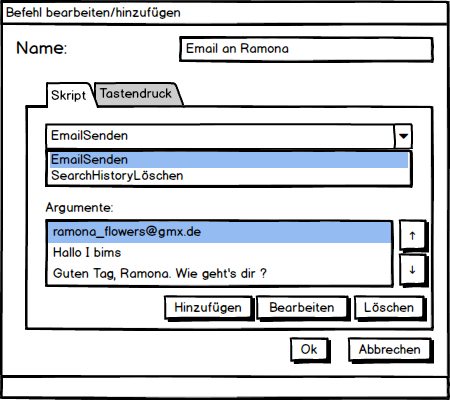 Befehl bearbeiten/hinzufügen
Name: Email an Ramona
Skript Tastendruck
EmailSenden
EmailSenden
SearchHistoryLöschen
Argumente:
ramona_flowers@gmx.de
↑
Hallo I bims
Guten Tag, Ramona. Wie geht's dir ?
↓
Hinzufügen Bearbeiten Löschen
Ok Abbrechen